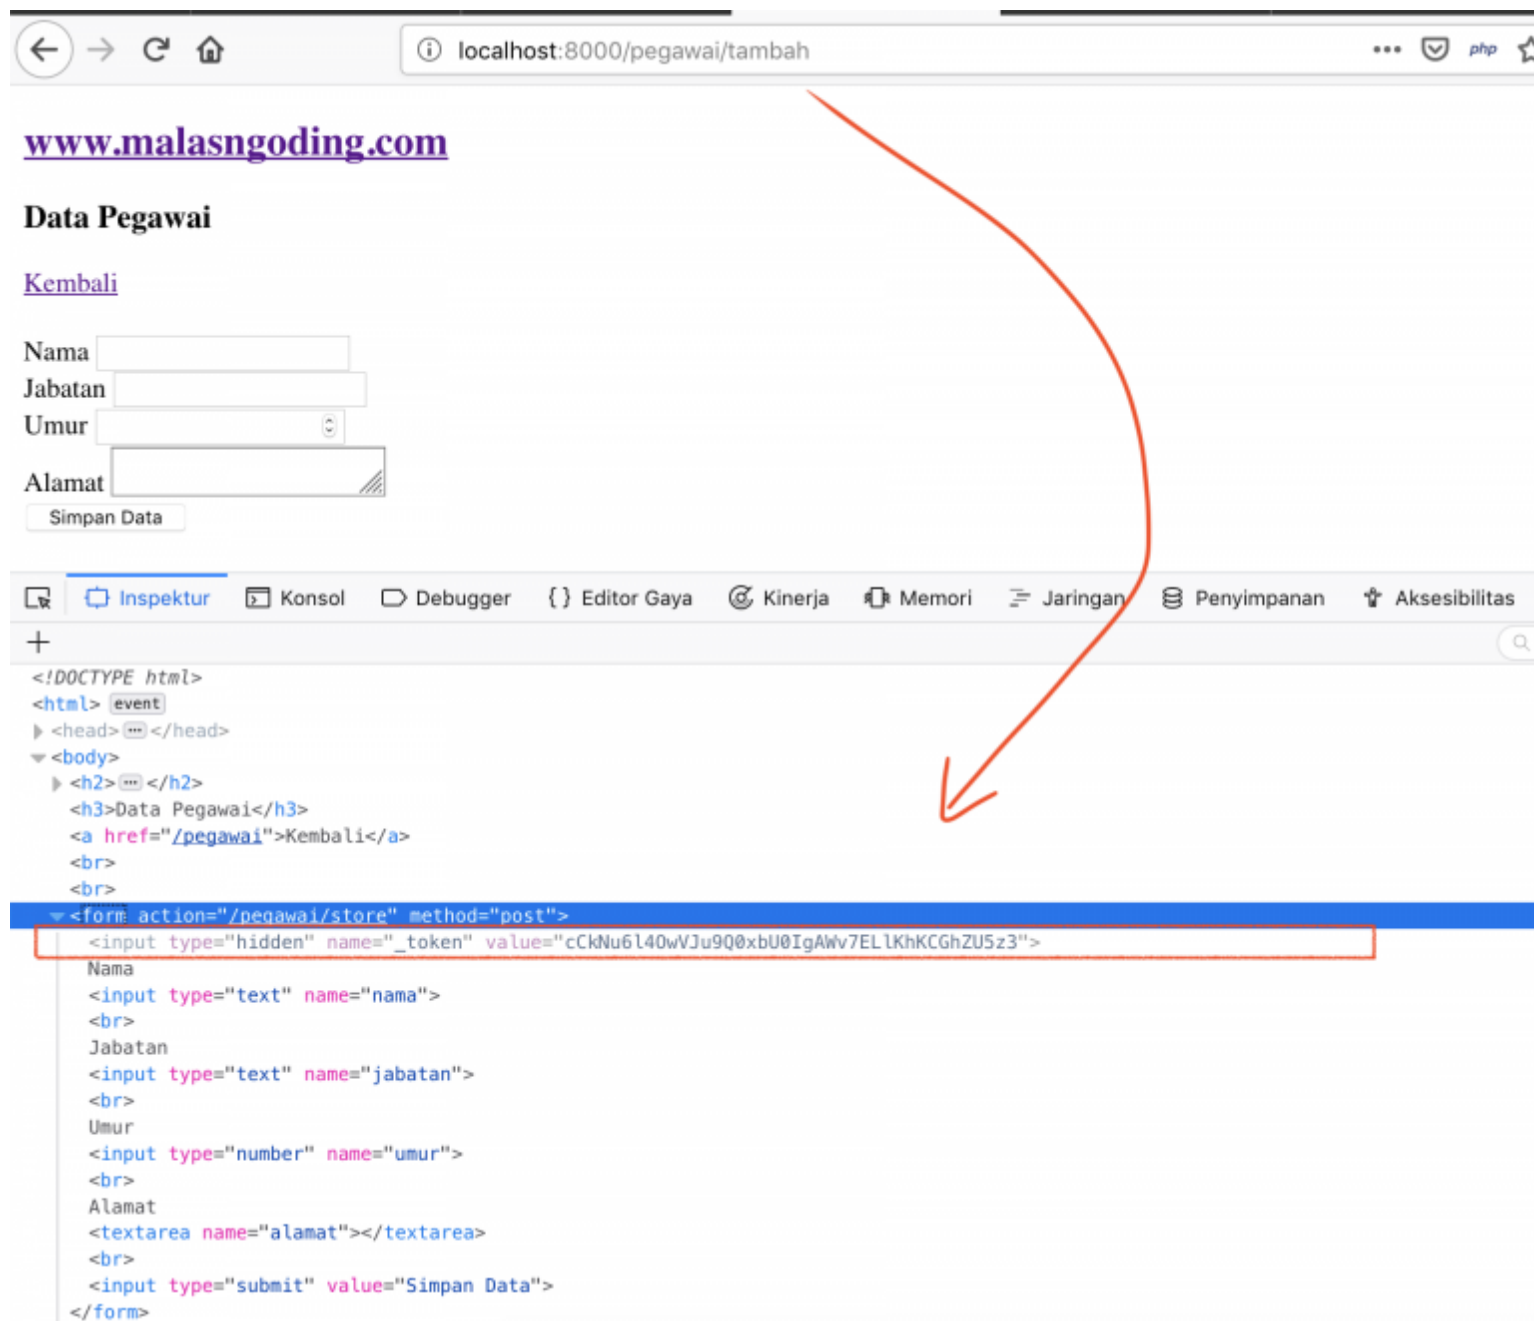 localhost:8000/pegawai/tambah php
www.malasngoding.com
Data Pegawai
Kembali
Nama
Jabatan
Umur
Alamat
Simpan Data
Inspektur Konsol Debugger {} Editor Gaya Kinerja Memori Jaringan Penyimpanan Aksesibilitas
+
<!DOCTYPE html>
<html> event
<head> ••• </head>
<body>
<h2> ••• </h2>
<h3>Data Pegawai</h3>
<a href="/pegawai">Kembali</a>
<br>
<br>
<form action="/pegawai/store" method="post">
<input type="hidden" name="_token" value="cCkNu6l4OwVJu9Q0xbU0IgAWv7ELlKhKCGhZU5z3">
Nama
<input type="text" name="nama">
<br>
Jabatan
<input type="text" name="jabatan">
<br>
Umur
<input type="number" name="umur">
<br>
Alamat
<textarea name="alamat"></textarea>
<br>
<input type="submit" value="Simpan Data">
</form>